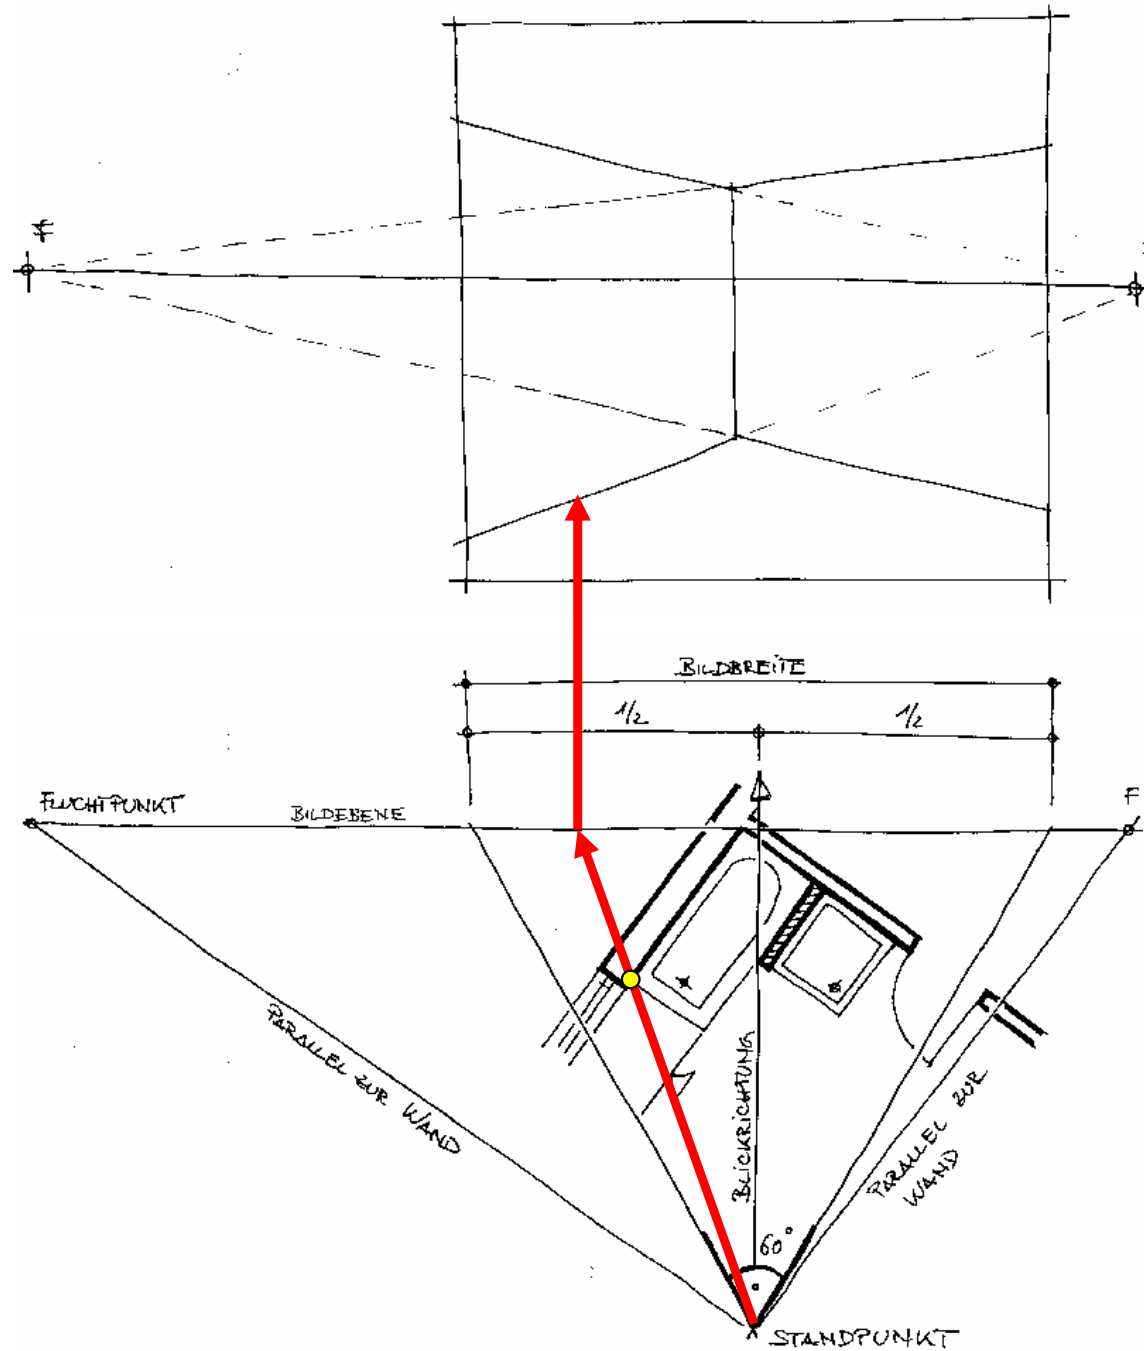 BILDBREITE
1/2
1/2
FLUCHTPUNKT
BILDEBENE
F
PARALLEL ZUR WAND
BLICKRICHTUNG
PARALLEL ZUR
WAND
60°
STANDPUNKT